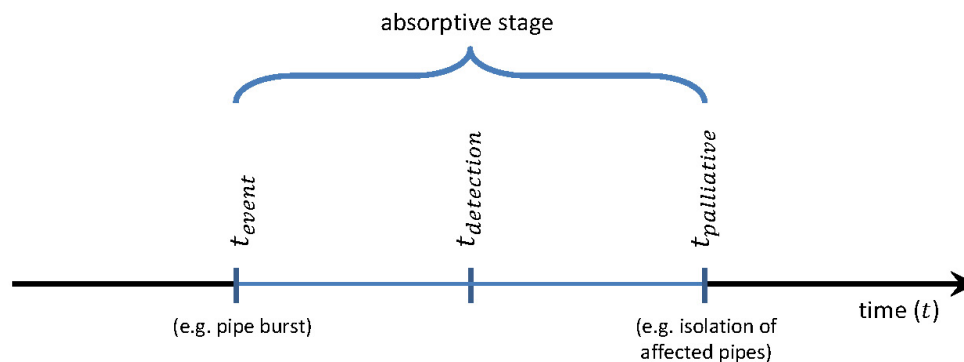 absorptive stage
t_event
t_detection
t_palliative
time (t)
(e.g. pipe burst)
(e.g. isolation of
affected pipes)